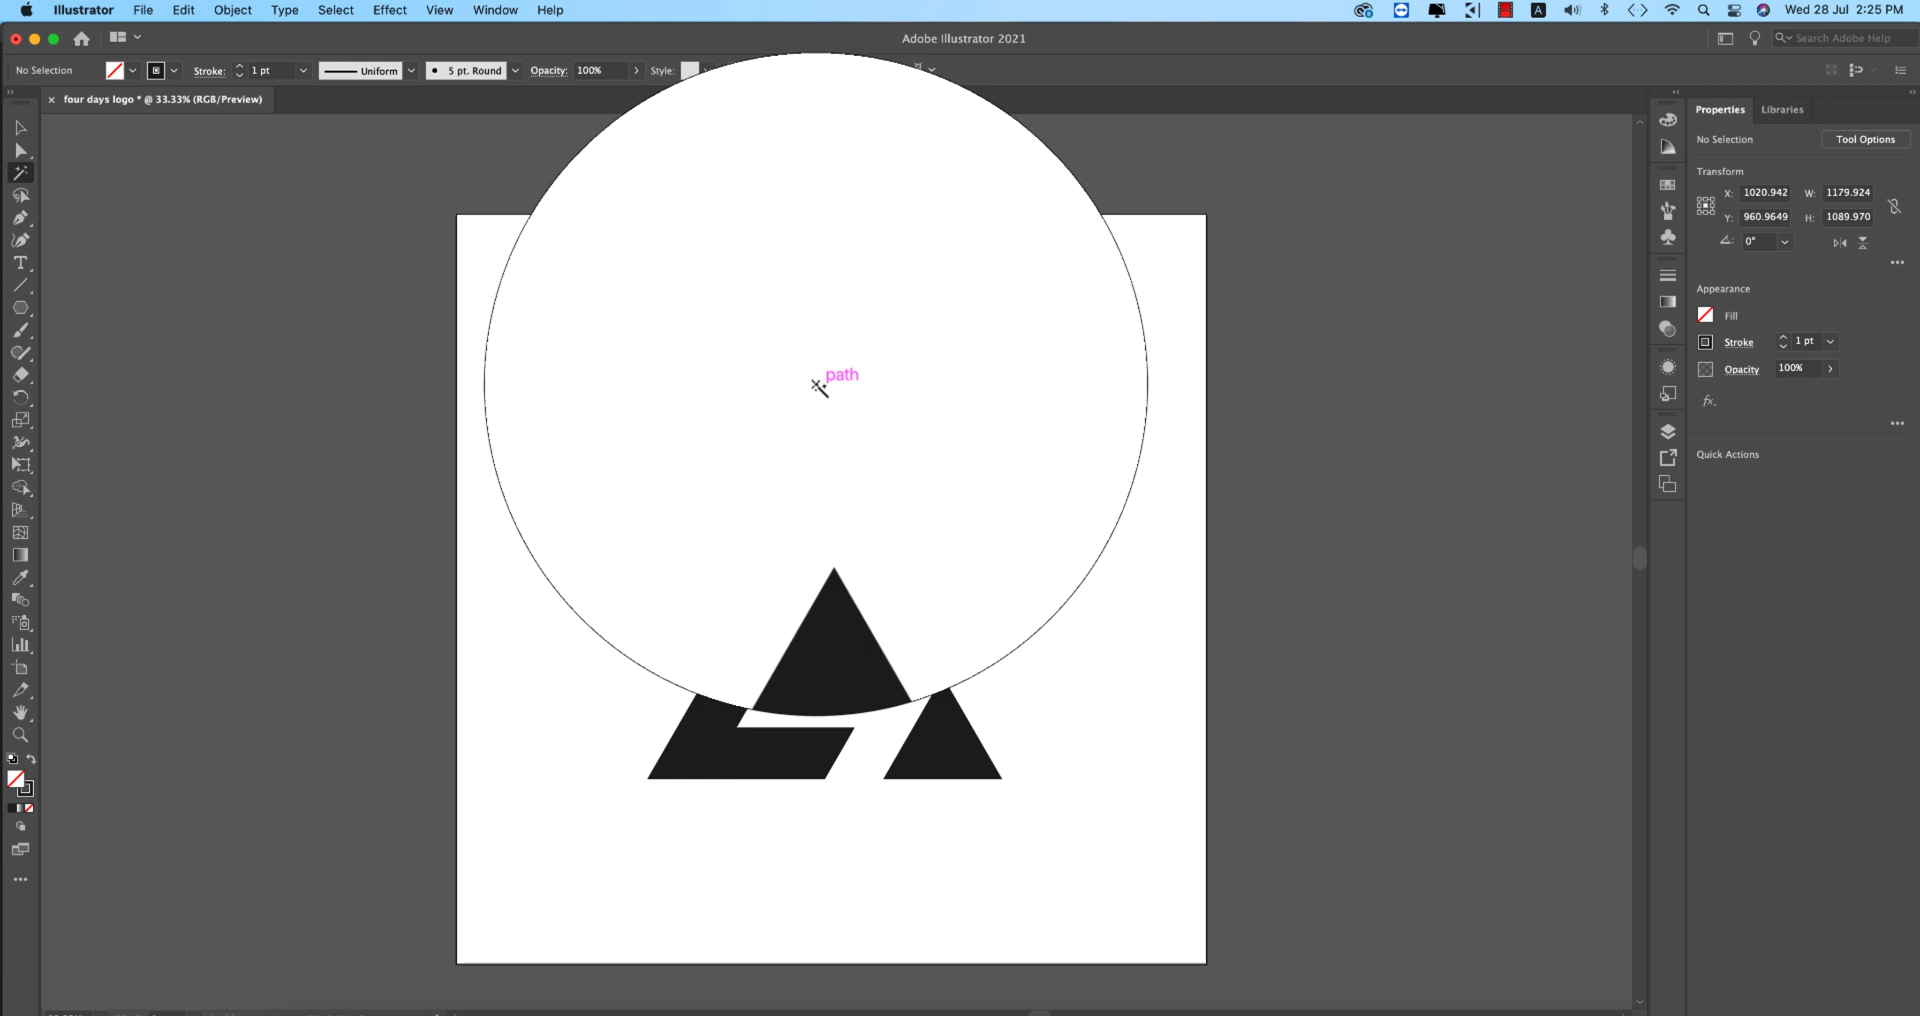 Illustrator File Edit Object Type Select Effect View Window Help
A
Wed 28 Jul 2:25 PM
Adobe Illustrator 2021
Search Adobe Help
No Selection
Stroke: 1 pt
Uniform
5 pt. Round
Opacity: 100%
Style:
× four days logo * @ 33.33% (RGB/Preview)
T
path
Properties Libraries
No Selection
Tool Options
Transform
X: 1020.942 W: 1179.924
Y: 960.9649 H: 1089.970
0°
Appearance
Fill
Stroke 1 pt
Opacity 100%
fx.
Quick Actions